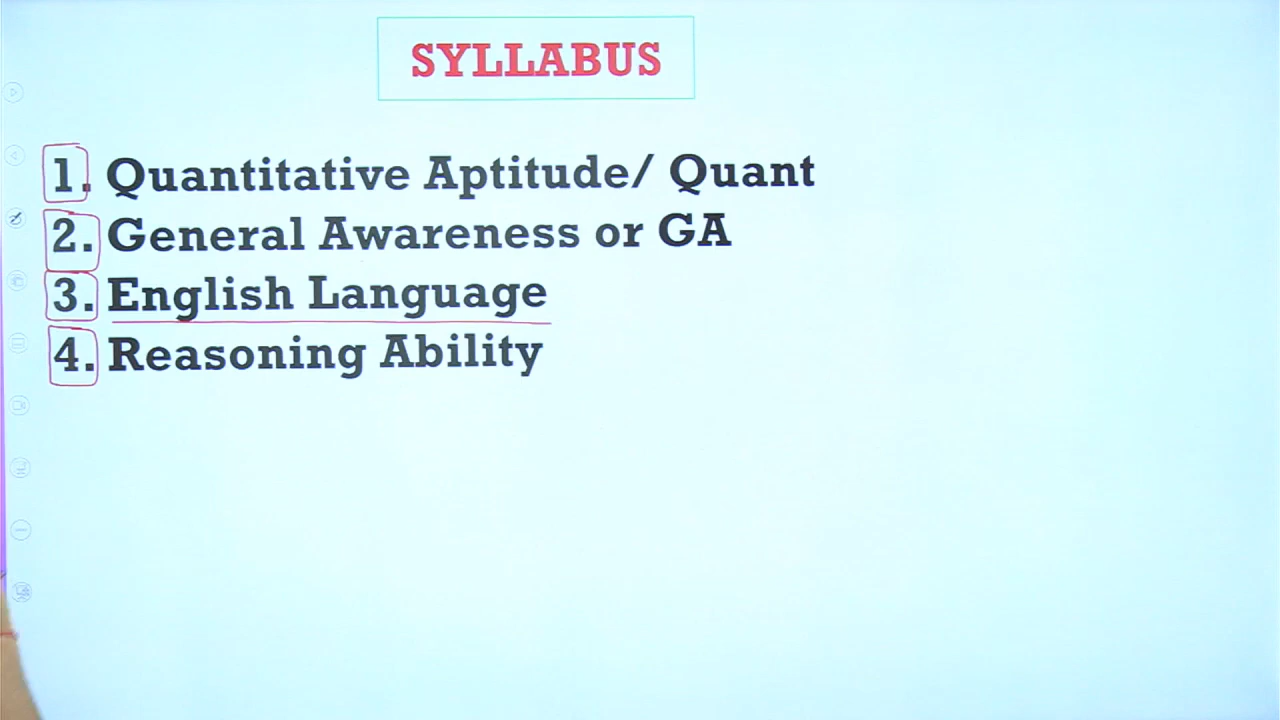 SYLLABUS
1. Quantitative Aptitude/ Quant
2. General Awareness or GA
3. English Language
4. Reasoning Ability